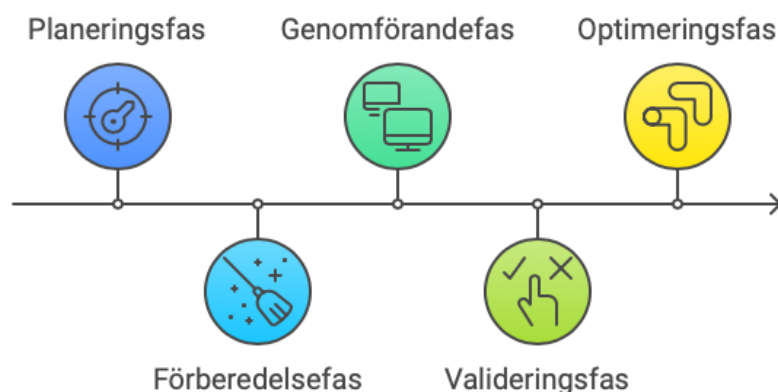 Planeringsfas
Genomförandefas
Optimeringsfas
Förberedelsefas
Valideringsfas